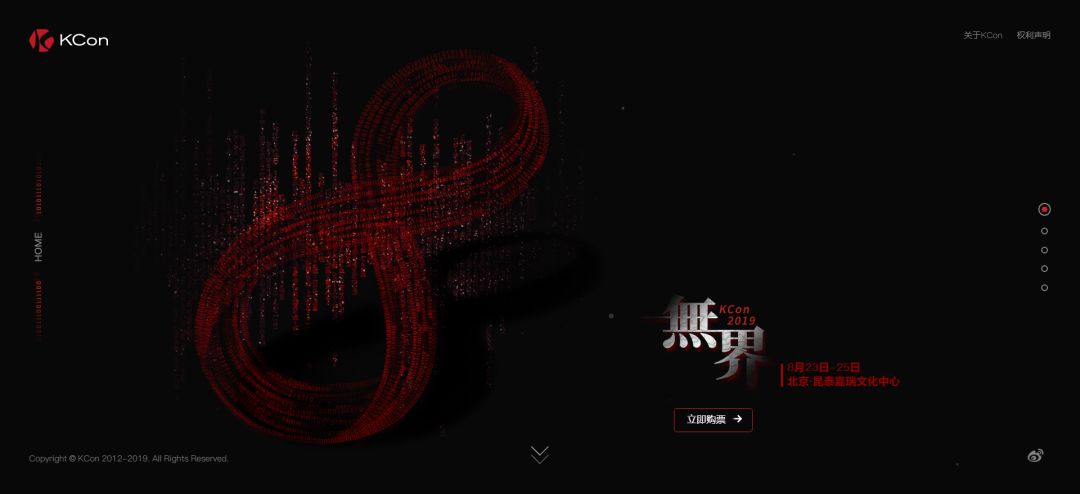 KCon
关于KCon
权利声明
HOME
無界
KCon
2019
8月23日-25日
北京·昆泰嘉瑞文化中心
立即购票
Copyright © KCon 2012-2019. All Rights Reserved.